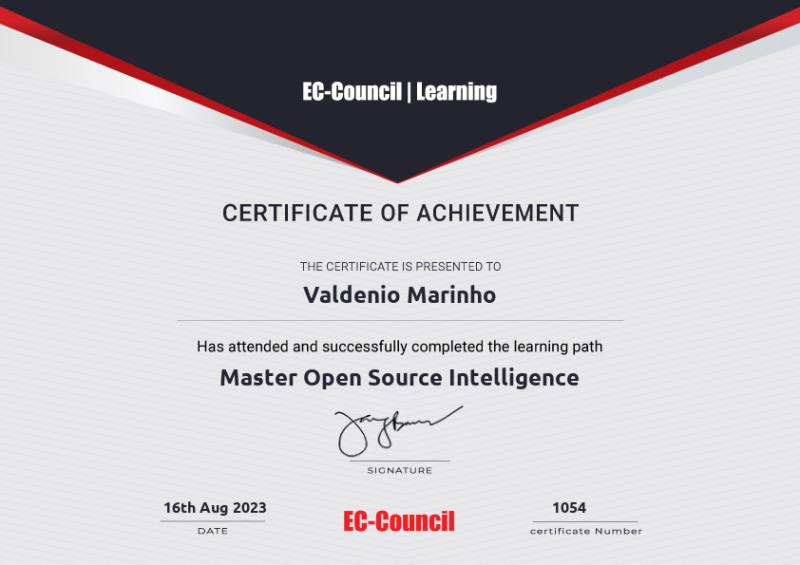 EC-Council | Learning
CERTIFICATE OF ACHIEVEMENT
THE CERTIFICATE IS PRESENTED TO
Valdenio Marinho
Has attended and successfully completed the learning path
Master Open Source Intelligence
SIGNATURE
16th Aug 2023
DATE
EC-Council
1054
certificate Number